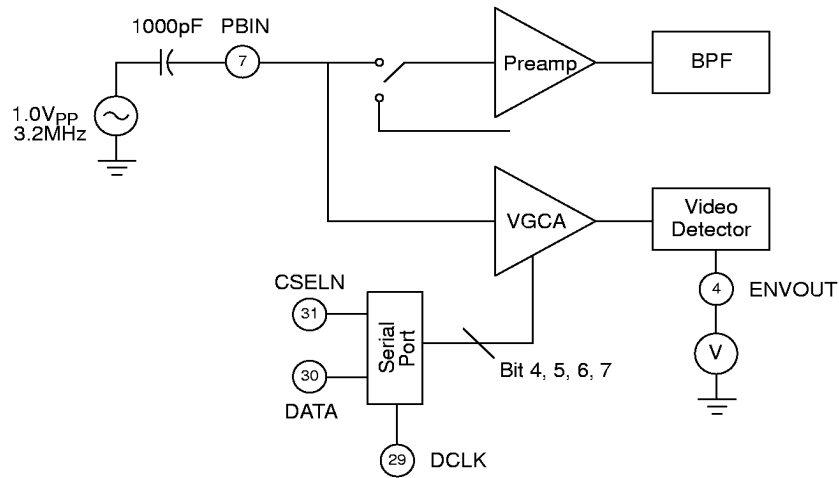 1000pF PBIN
7
Preamp
BPF
1.0VPP
3.2MHz
VGCA
Video
Detector
CSELN
31
Serial
Port
4
ENVOUT
V
30
Bit 4, 5, 6, 7
DATA
29
DCLK